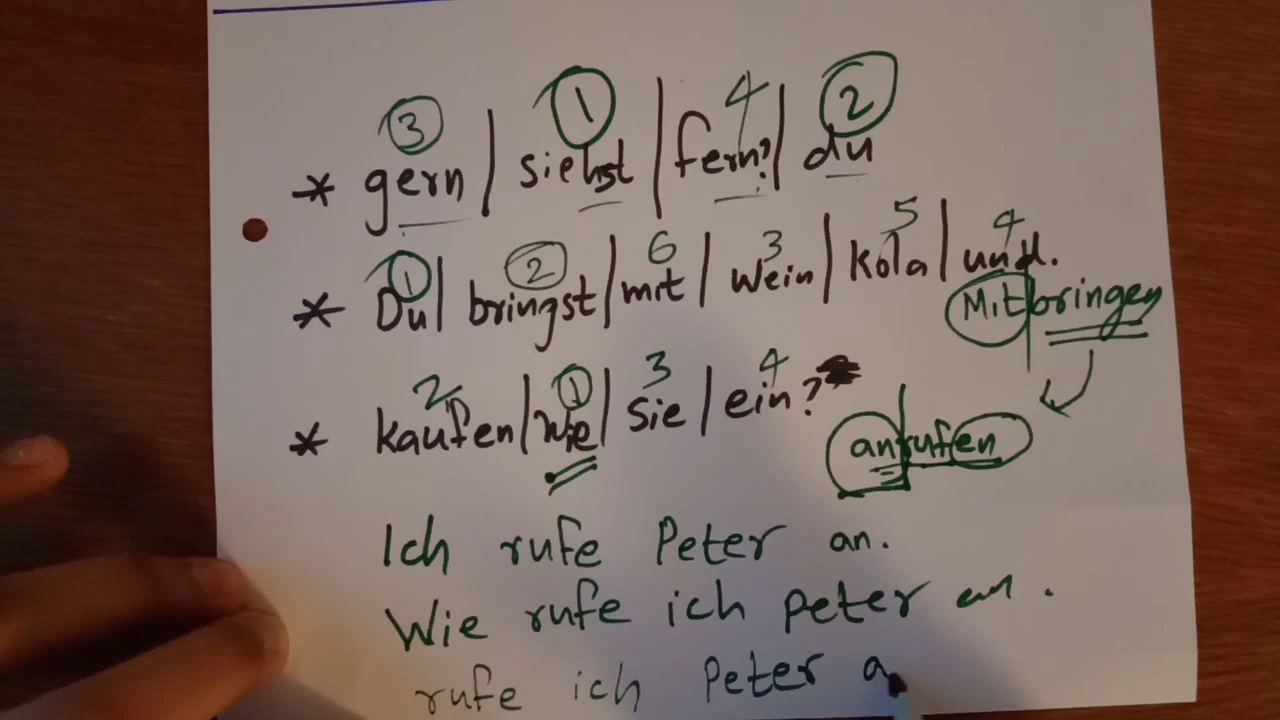 3 1 4 2
* gern / siehst / fern? / du
1 2 6 3 5 4
* Du / bringst / mit / wein / kola / und.
Mitbringen
2 1 3 4
* kaufen / wie / sie / ein?
anrufen
Ich rufe Peter an.
Wie rufe ich peter an.
rufe ich Peter a